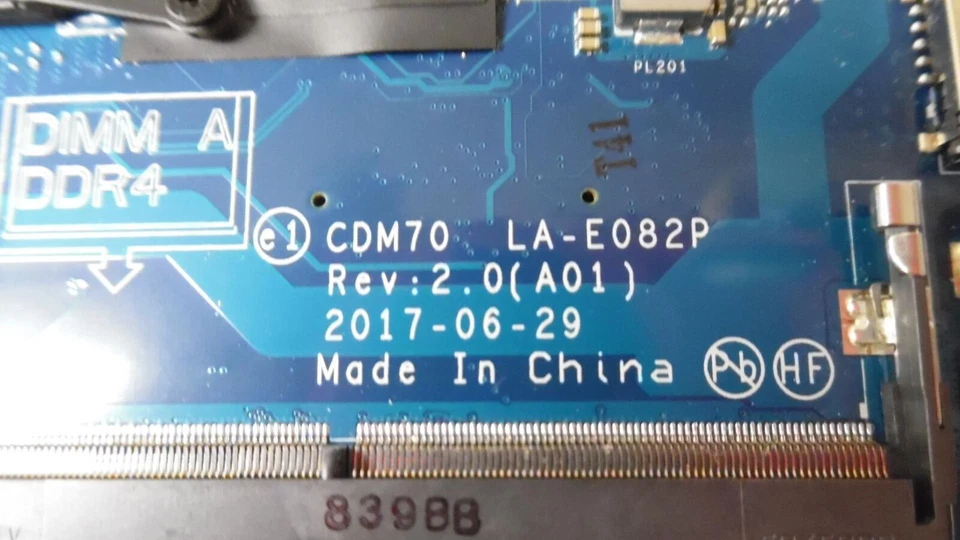 PL201
DIMM A
DDR4
T41
e1 CDM70 LA-E082P
Rev:2.0(A01)
2017-06-29
Made In China Pb HF
8398B